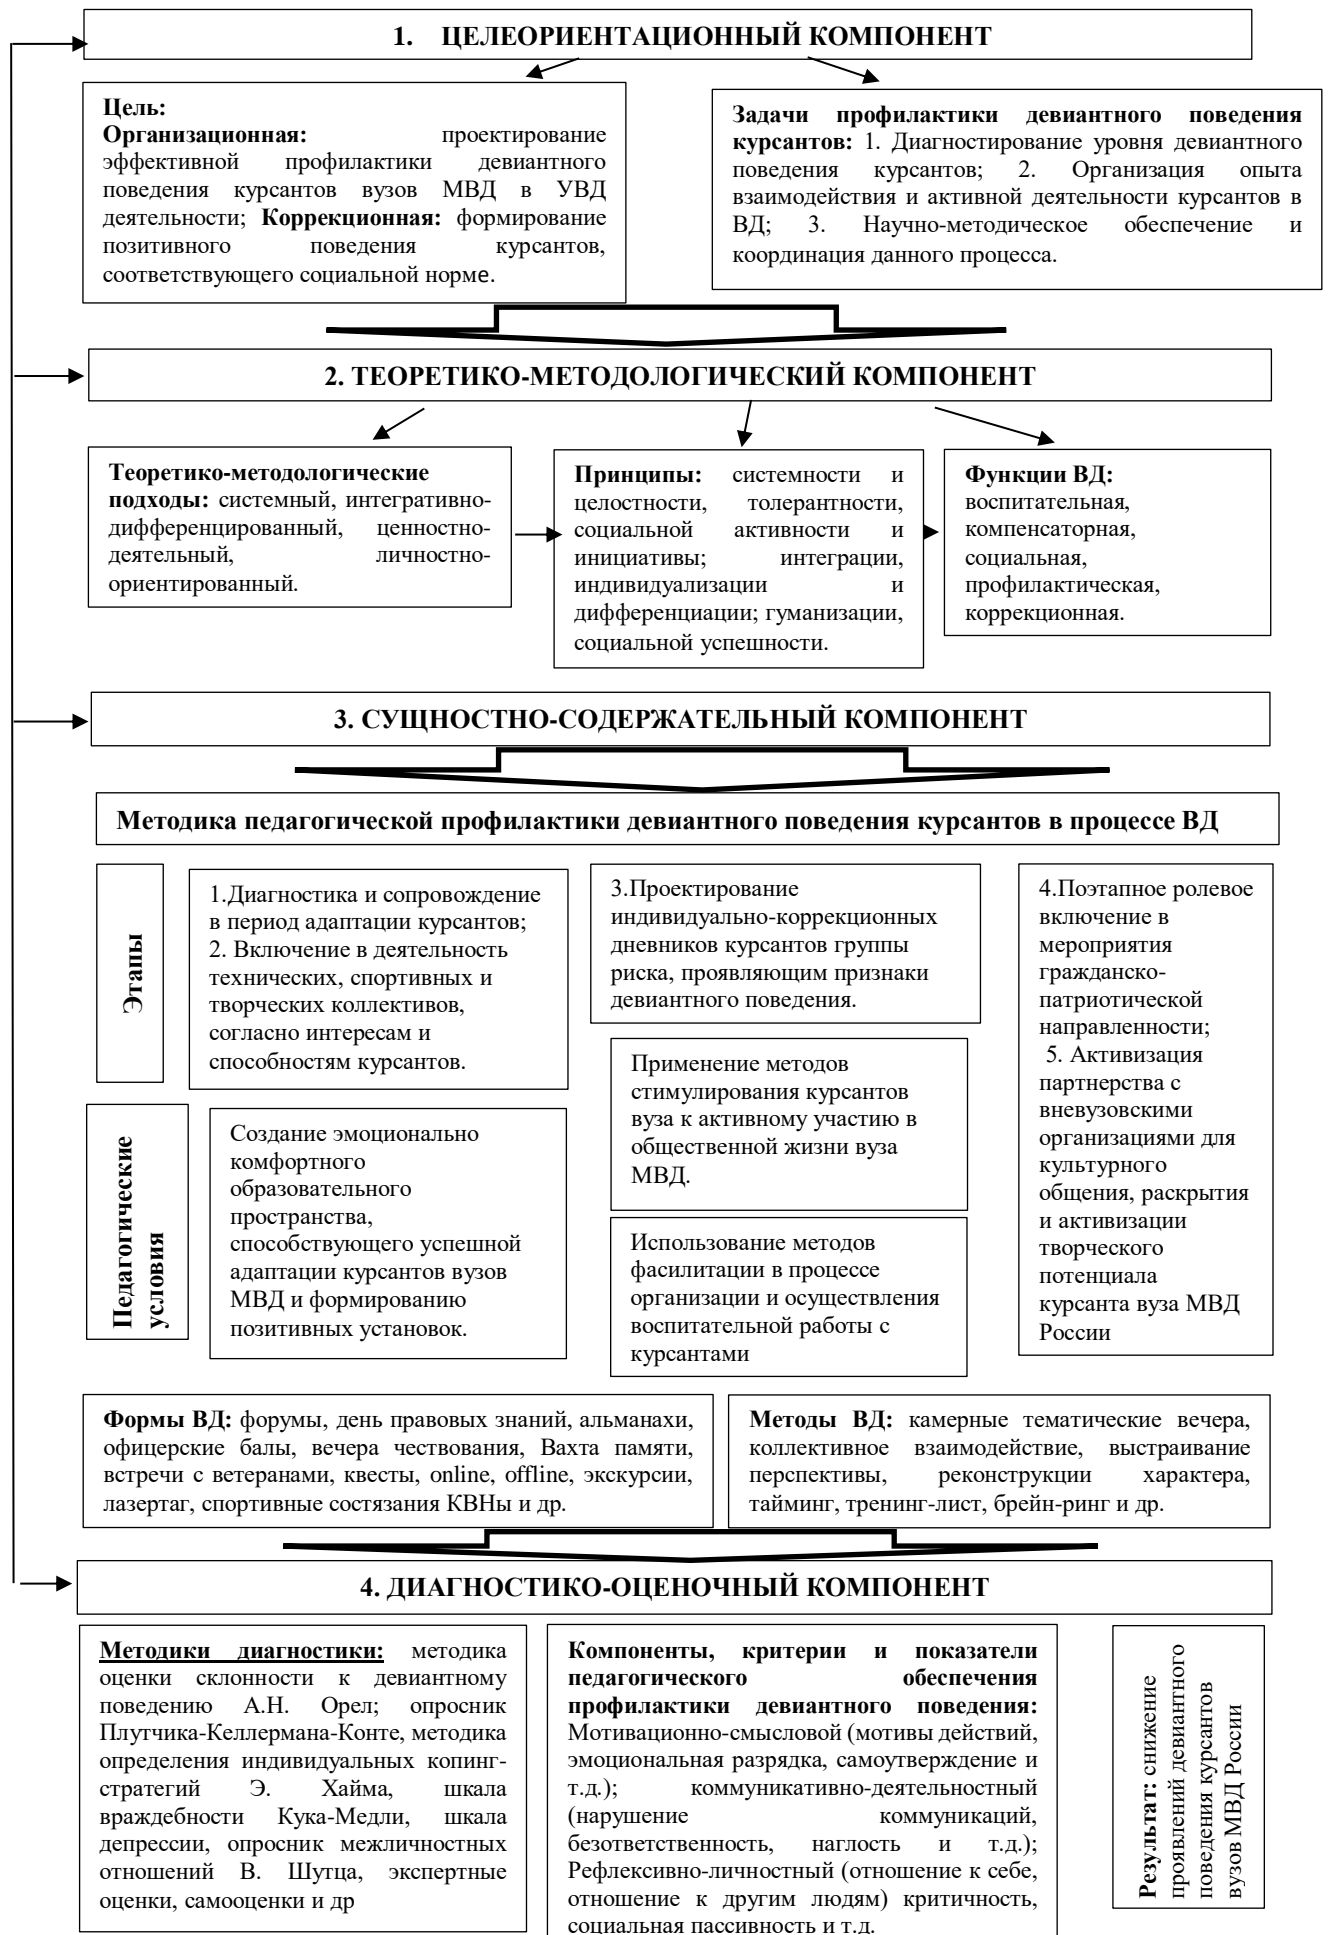 1. ЦЕЛЕОРИЕНТАЦИОННЫЙ КОМПОНЕНТ
Цель:
Организационная: проектирование
эффективной профилактики девиантного
поведения курсантов вузов МВД в УВД
деятельности; Коррекционная: формирование
позитивного поведения курсантов,
соответствующего социальной норме.
Задачи профилактики девиантного поведения
курсантов: 1. Диагностирование уровня девиантного
поведения курсантов; 2. Организация опыта
взаимодействия и активной деятельности курсантов в
ВД; 3. Научно-методическое обеспечение и
координация данного процесса.
2. ТЕОРЕТИКО-МЕТОДОЛОГИЧЕСКИЙ КОМПОНЕНТ
Теоретико-методологические
подходы: системный, интегративно-
дифференцированный, ценностно-
деятельный, личностно-
ориентированный.
Принципы: системности и
целостности, толерантности,
социальной активности и
инициативы; интеграции,
индивидуализации и
дифференциации; гуманизации,
социальной успешности.
Функции ВД:
воспитательная,
компенсаторная,
социальная,
профилактическая,
коррекционная.
3. СУЩНОСТНО-СОДЕРЖАТЕЛЬНЫЙ КОМПОНЕНТ
Методика педагогической профилактики девиантного поведения курсантов в процессе ВД
Этапы
1.Диагностика и сопровождение
в период адаптации курсантов;
2. Включение в деятельность
технических, спортивных и
творческих коллективов,
согласно интересам и
способностям курсантов.
3.Проектирование
индивидуально-коррекционных
дневников курсантов группы
риска, проявляющим признаки
девиантного поведения.
4.Поэтапное ролевое
включение в
мероприятия
гражданско-
патриотической
направленности;
5. Активизация
партнерства с
вневузовскими
организациями для
культурного
общения, раскрытия
и активизации
творческого
потенциала
курсанта вуза МВД
России
Педагогические
условия
Создание эмоционально
комфортного
образовательного
пространства,
способствующего успешной
адаптации курсантов вузов
МВД и формированию
позитивных установок.
Применение методов
стимулирования курсантов
вуза к активному участию в
общественной жизни вуза
МВД.
Использование методов
фасилитации в процессе
организации и осуществления
воспитательной работы с
курсантами
Формы ВД: форумы, день правовых знаний, альманахи,
офицерские балы, вечера чествования, Вахта памяти,
встречи с ветеранами, квесты, online, offline, экскурсии,
лазертаг, спортивные состязания КВНы и др.
Методы ВД: камерные тематические вечера,
коллективное взаимодействие, выстраивание
перспективы, реконструкции характера,
тайминг, тренинг-лист, брейн-ринг и др.
4. ДИАГНОСТИКО-ОЦЕНОЧНЫЙ КОМПОНЕНТ
Методики диагностики: методика
оценки склонности к девиантному
поведению А.Н. Орел; опросник
Плутчика-Келлермана-Конте, методика
определения индивидуальных копинг-
стратегий Э. Хайма, шкала
враждебности Кука-Медли, шкала
депрессии, опросник межличностных
отношений В. Шутца, экспертные
оценки, самооценки и др
Компоненты, критерии и показатели
педагогического обеспечения
профилактики девиантного поведения:
Мотивационно-смысловой (мотивы действий,
эмоциональная разрядка, самоутверждение и
т.д.); коммуникативно-деятельностный
(нарушение коммуникаций,
безответственность, наглость и т.д.);
Рефлексивно-личностный (отношение к себе,
отношение к другим людям) критичность,
социальная пассивность и т.д.
Результат: снижение
проявлений девиантного
поведения курсантов
вузов МВД России